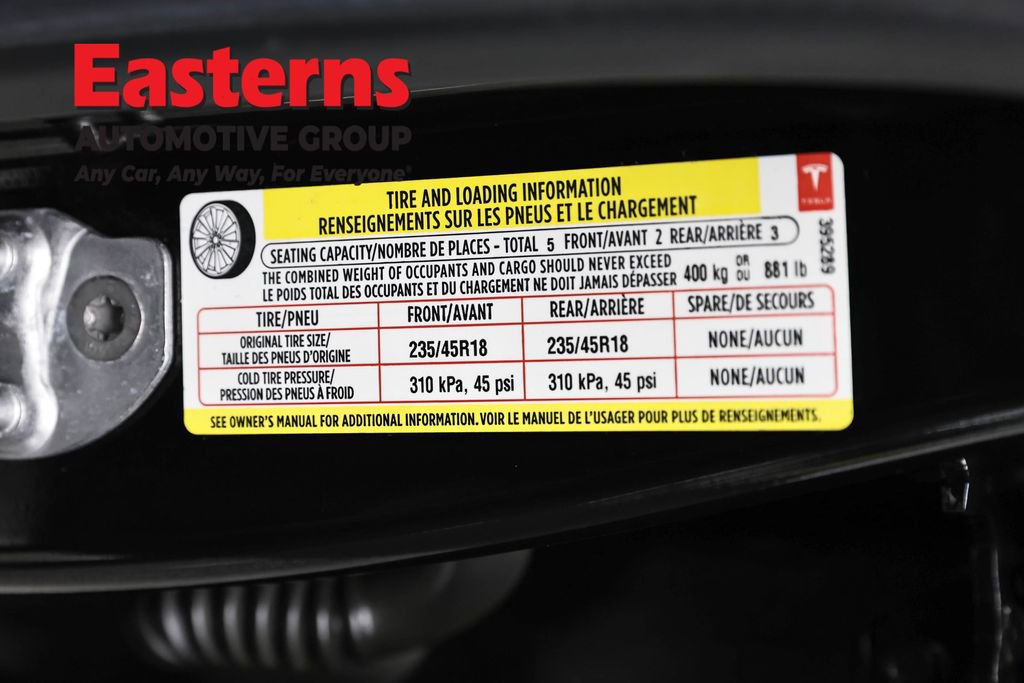 Easterns
AUTOMOTIVE GROUP
Any Car, Any Way, For Everyone®
TIRE AND LOADING INFORMATION
RENSEIGNEMENTS SUR LES PNEUS ET LE CHARGEMENT
TESLA
SEATING CAPACITY/NOMBRE DE PLACES - TOTAL 5 FRONT/AVANT 2 REAR/ARRIÈRE 3
THE COMBINED WEIGHT OF OCCUPANTS AND CARGO SHOULD NEVER EXCEED
LE POIDS TOTAL DES OCCUPANTS ET DU CHARGEMENT NE DOIT JAMAIS DÉPASSER
400 kg OR OU 881 lb
395289
TIRE/PNEU FRONT/AVANT REAR/ARRIÈRE SPARE/DE SECOURS
ORIGINAL TIRE SIZE/
TAILLE DES PNEUS D'ORIGINE
235/45R18 235/45R18 NONE/AUCUN
COLD TIRE PRESSURE/
PRESSION DES PNEUS À FROID
310 kPa, 45 psi 310 kPa, 45 psi NONE/AUCUN
SEE OWNER'S MANUAL FOR ADDITIONAL INFORMATION. VOIR LE MANUEL DE L'USAGER POUR PLUS DE RENSEIGNEMENTS.